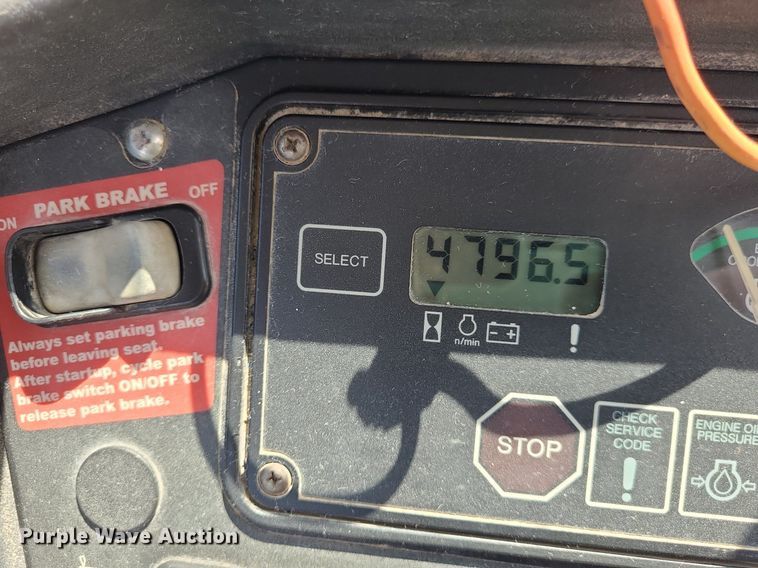 ON PARK BRAKE OFF
Always set parking brake
before leaving seat.
After startup, cycle park
brake switch ON/OFF to
release park brake.
SELECT
4796.5
n/min
STOP
CHECK
SERVICE
CODE
!
ENGINE OIL
PRESSURE
Purple Wave Auction